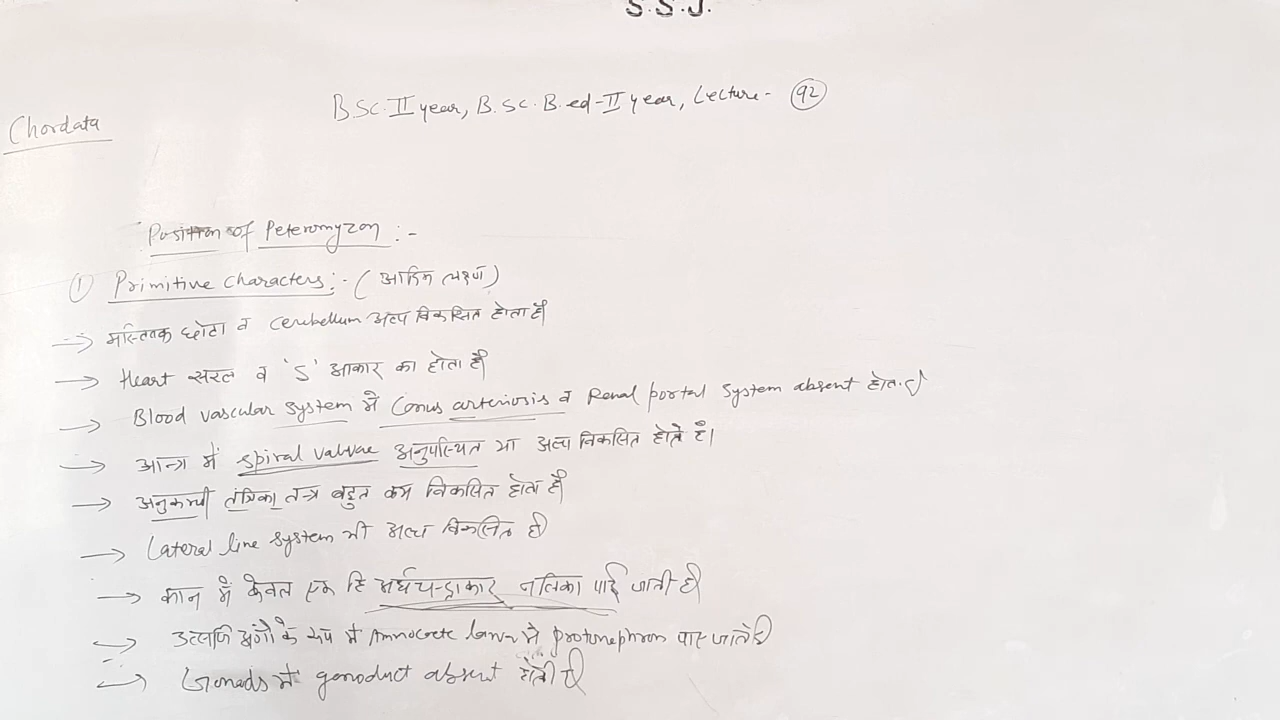 S.S.J.
B.Sc. II year, B.Sc. B.ed-II year, Lecture- 92
Chordata
Position of Peteromyzon :-
① Primitive characters:- (आदिम लक्षण)
→ मस्तिष्क छोटा व cerebellum अल्प विकसित होता है।
→ Heart सरल व 'S' आकार का होता है
→ Blood vascular system में Conus arteriosis व Renal portal system absent होता है
→ आन्त्र में spiral valvae अनुपस्थित या अल्प विकसित होते हैं।
→ अनुकम्पी तंत्रिका तन्त्र बहुत कम विकसित होता है
→ Lateral line system भी अल्प विकसित है
→ कान में केवल एक हि अर्धचन्द्राकार नलिका पाई जाती है
→ उत्सर्जी अंगों के रूप में Ammocoete larva में protonephron पाए जाते है
→ Gonads में gonoduct absent होती है